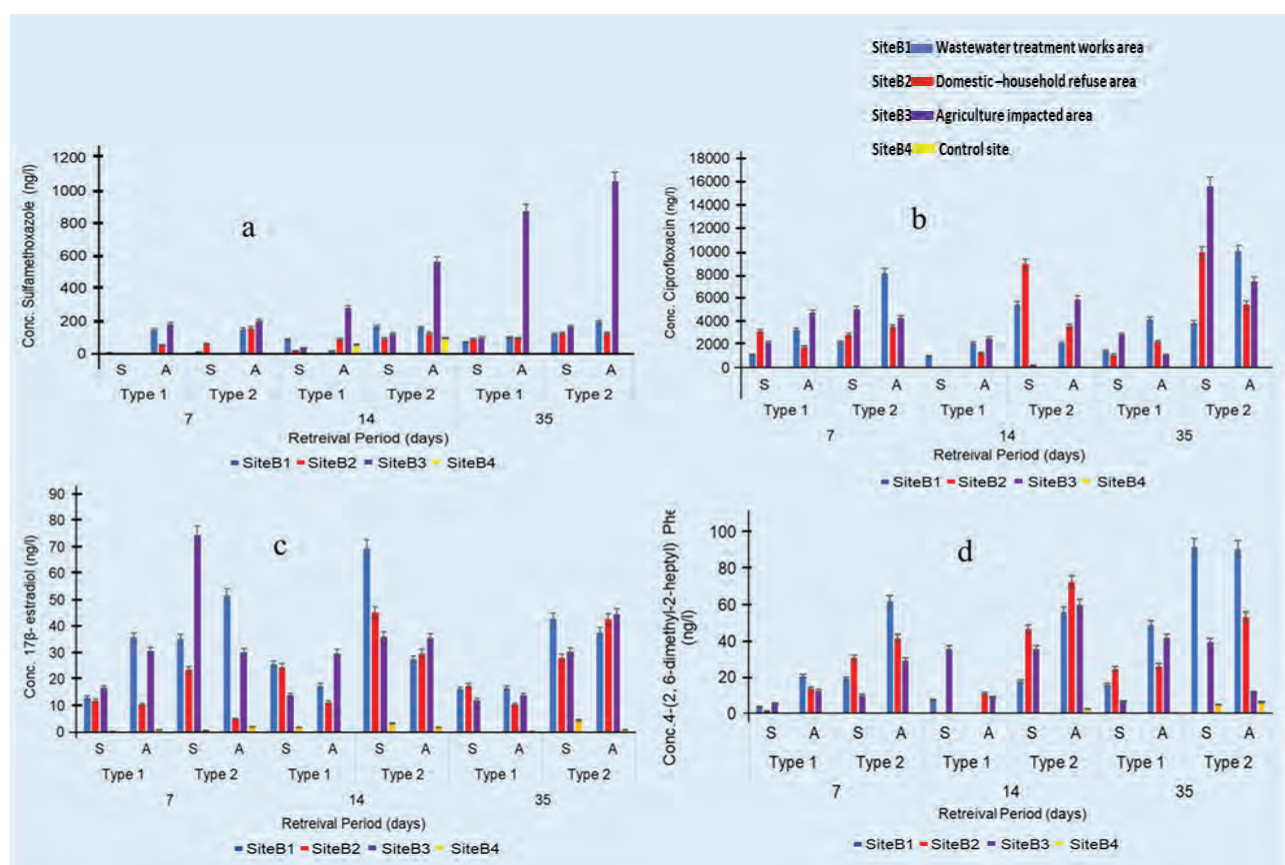 SiteB1 Wastewater treatment works area
SiteB2 Domestic –household refuse area
SiteB3 Agriculture impacted area
SiteB4 Control site
a
Conc. Sulfamethoxazole (ng/l)
1200
1000
800
600
400
200
0
S A S A S A S A S A S A
Type 1 Type 2 Type 1 Type 2 Type 1 Type 2
7 14 35
Retreival Period (days)
SiteB1 SiteB2 SiteB3 SiteB4
b
Conc. Ciprofloxacin (ng/l)
18000
16000
14000
12000
10000
8000
6000
4000
2000
0
S A S A S A S A S A S A
Type 1 Type 2 Type 1 Type 2 Type 1 Type 2
7 14 35
Retreival Period (days)
SiteB1 SiteB2 SiteB3 SiteB4
c
Conc. 17β- estradiol (ng/l)
90
80
70
60
50
40
30
20
10
0
S A S A S A S A S A S A
Type 1 Type 2 Type 1 Type 2 Type 1 Type 2
7 14 35
Retreival Period (days)
SiteB1 SiteB2 SiteB3 SiteB4
d
Conc.4-(2, 6-dimethyl-2-heptyl) Phe
(ng/l)
100
80
60
40
20
0
S A S A S A S A S A S A
Type 1 Type 2 Type 1 Type 2 Type 1 Type 2
7 14 35
Retreival Period (days)
SiteB1 SiteB2 SiteB3 SiteB4